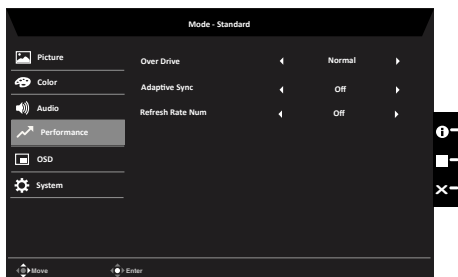 Mode - Standard
Picture
Over Drive Normal
Color
Adaptive Sync Off
Audio
Refresh Rate Num Off
Performance
OSD
System
Move Enter